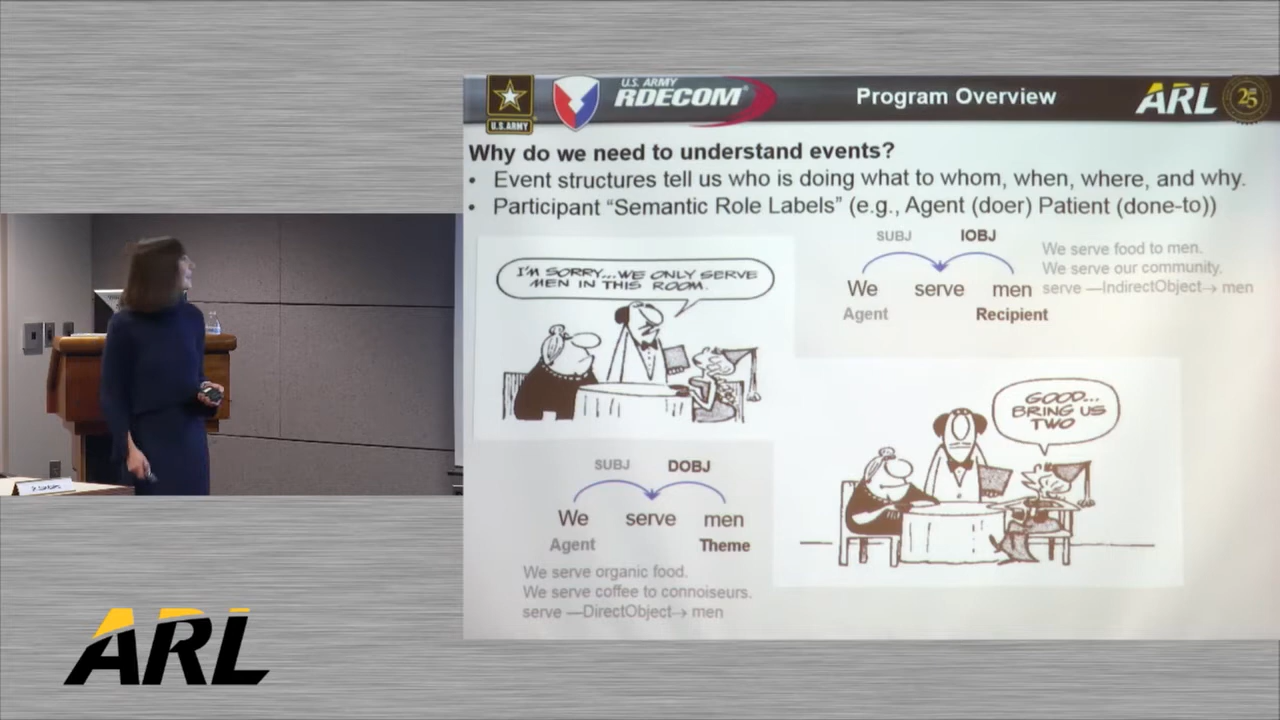 U.S. ARMY
U.S. ARMY
RDECOM
Program Overview
ARL
25
Why do we need to understand events?
• Event structures tell us who is doing what to whom, when, where, and why.
• Participant “Semantic Role Labels” (e.g., Agent (doer) Patient (done-to))
I'M SORRY...WE ONLY SERVE
MEN IN THIS ROOM.
SUBJ IOBJ
We serve men
Agent Recipient
We serve food to men.
We serve our community.
serve —IndirectObject→ men
GOOD...
BRING US
TWO
SUBJ DOBJ
We serve men
Agent Theme
We serve organic food.
We serve coffee to connoiseurs.
serve —DirectObject→ men
ARL